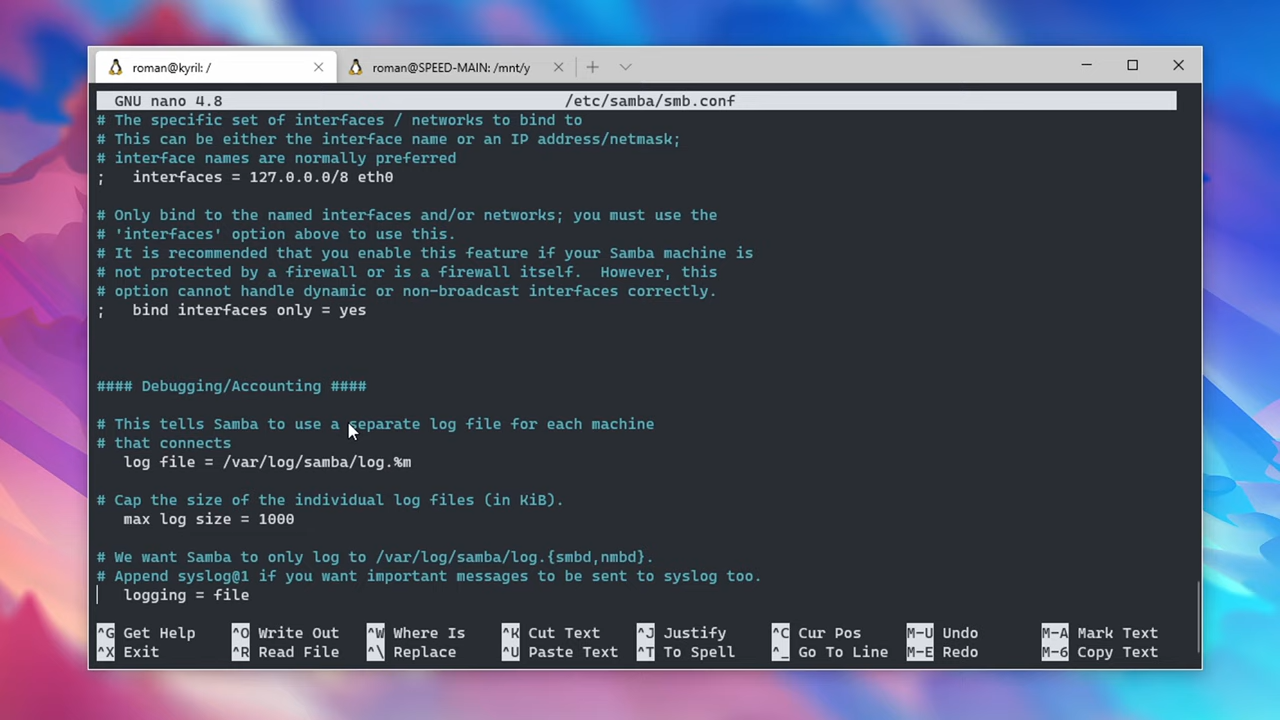 roman@kyril: /
roman@SPEED-MAIN: /mnt/y
GNU nano 4.8 /etc/samba/smb.conf
# The specific set of interfaces / networks to bind to
# This can be either the interface name or an IP address/netmask;
# interface names are normally preferred
;   interfaces = 127.0.0.0/8 eth0
# Only bind to the named interfaces and/or networks; you must use the
# 'interfaces' option above to use this.
# It is recommended that you enable this feature if your Samba machine is
# not protected by a firewall or is a firewall itself.  However, this
# option cannot handle dynamic or non-broadcast interfaces correctly.
;   bind interfaces only = yes
#### Debugging/Accounting ####
# This tells Samba to use a separate log file for each machine
# that connects
log file = /var/log/samba/log.%m
# Cap the size of the individual log files (in KiB).
max log size = 1000
# We want Samba to only log to /var/log/samba/log.{smbd,nmbd}.
# Append syslog@1 if you want important messages to be sent to syslog too.
logging = file
^G Get Help ^O Write Out ^W Where Is ^K Cut Text ^J Justify ^C Cur Pos M-U Undo M-A Mark Text
^X Exit ^R Read File ^\ Replace ^U Paste Text ^T To Spell ^_ Go To Line M-E Redo M-6 Copy Text